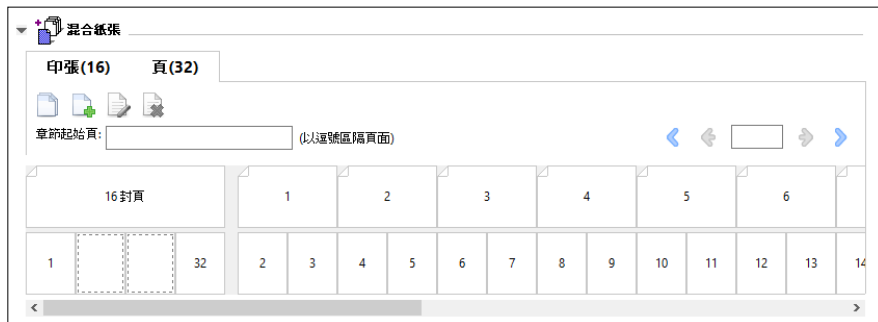 混合紙張
印張(16) 頁(32)
章節起始頁: (以逗號區隔頁面)
16 封頁 1 2 3 4 5 6
1 32 2 3 4 5 6 7 8 9 10 11 12 13 14